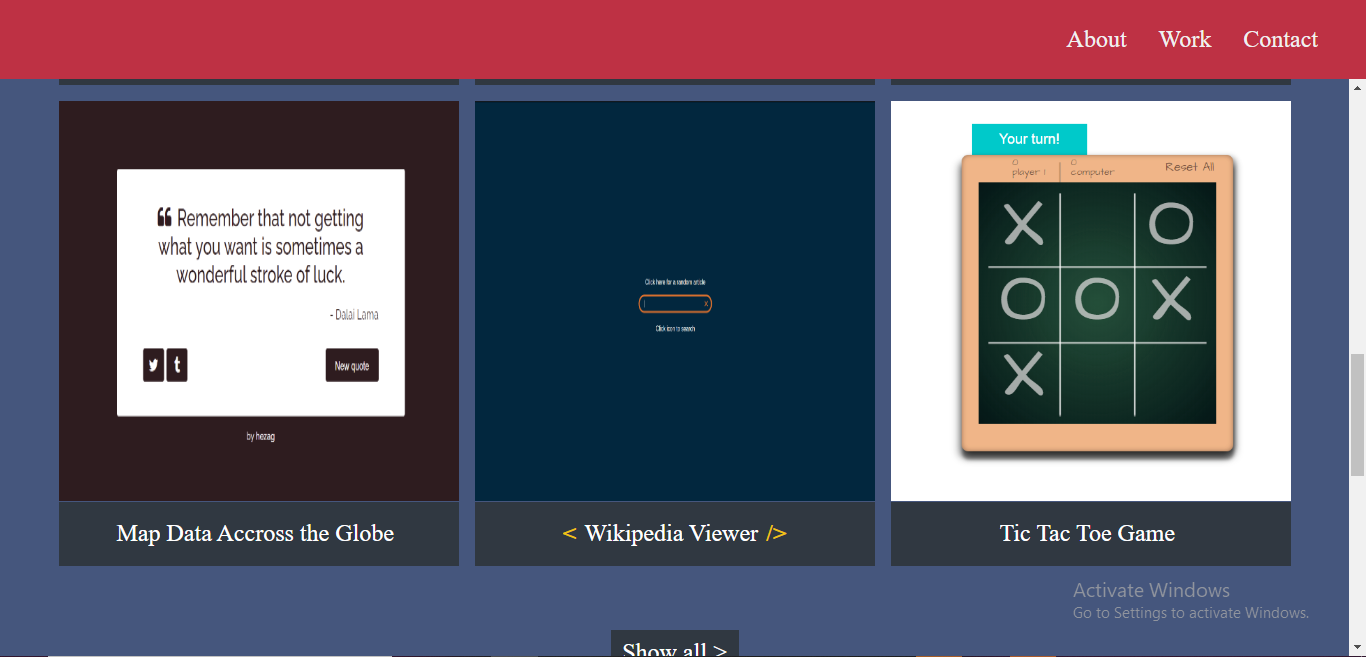 About Work Contact
Remember that not getting
what you want is sometimes a
wonderful stroke of luck.
- Dalai Lama
New quote
by hezag
Map Data Accross the Globe
Click here for a random article
X
Click icon to search
< Wikipedia Viewer />
Your turn!
0 0
player 1 computer Reset All
X O
O O X
X
Tic Tac Toe Game
Activate Windows
Go to Settings to activate Windows.
Show all >